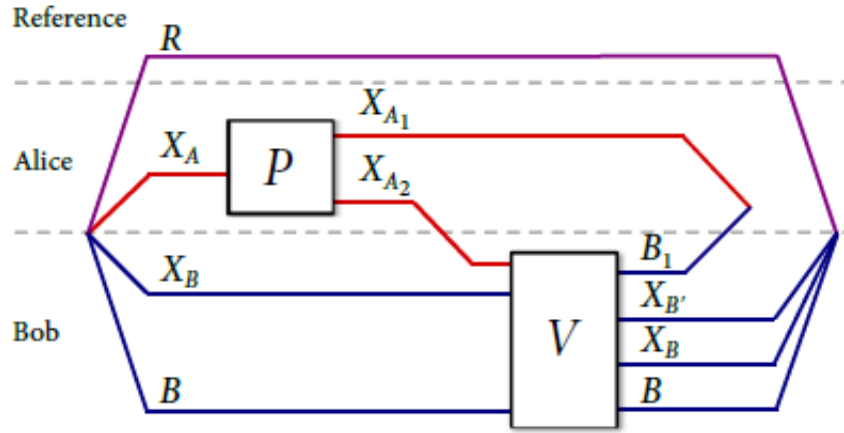 Reference
R
X_{A_1}
Alice
X_A
P
X_{A_2}
B_1
X_B
X_{B'}
Bob
V
X_B
B
B